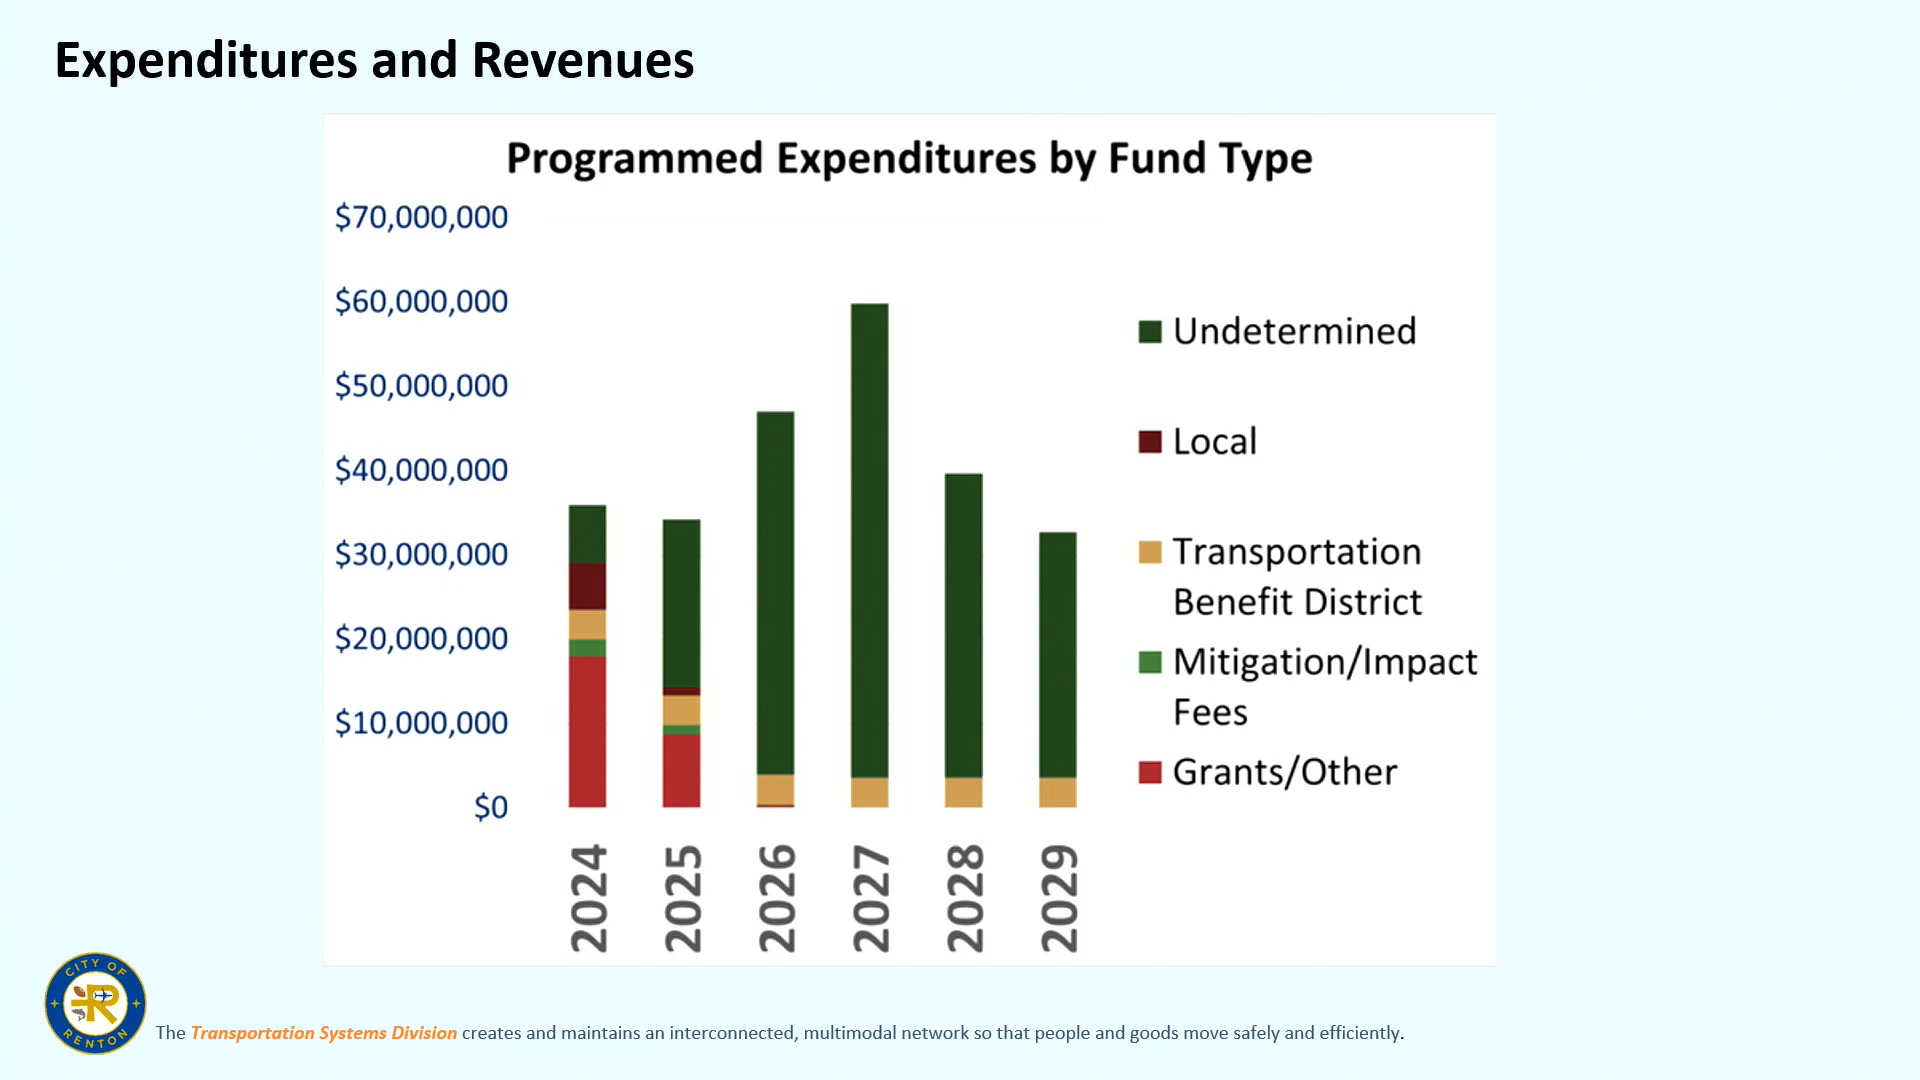 Expenditures and Revenues
Programmed Expenditures by Fund Type
$70,000,000
$60,000,000
$50,000,000
$40,000,000
$30,000,000
$20,000,000
$10,000,000
$0
2024
2025
2026
2027
2028
2029
Undetermined
Local
Transportation
Benefit District
Mitigation/Impact
Fees
Grants/Other
CITY OF
R
RENTON
The Transportation Systems Division creates and maintains an interconnected, multimodal network so that people and goods move safely and efficiently.